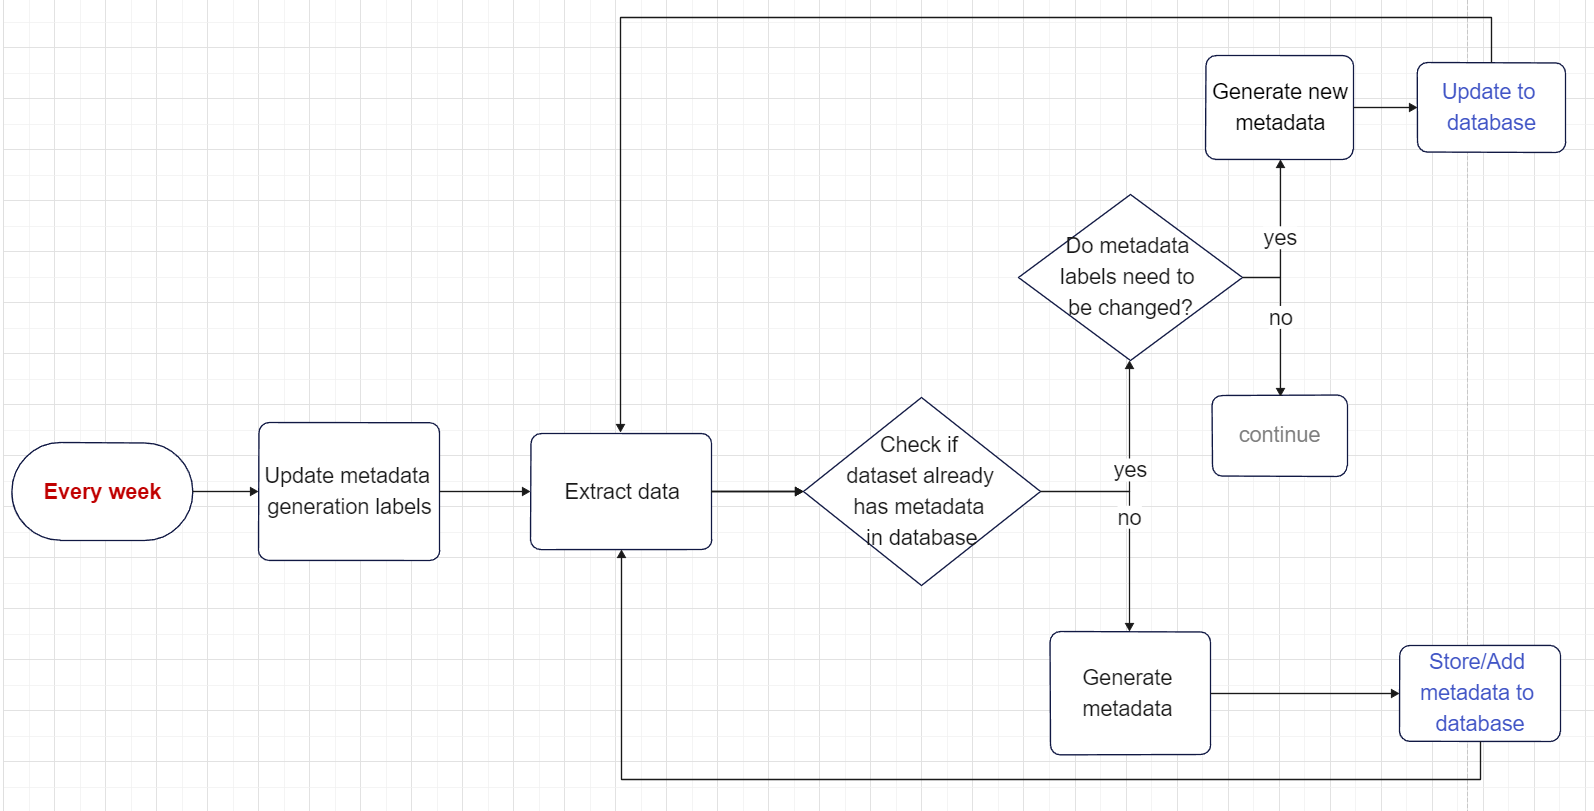 Every week
Update metadata
generation labels
Extract data
Check if
dataset already
has metadata
in database
yes
no
Do metadata
labels need to
be changed?
yes
no
Generate new
metadata
Update to
database
continue
Generate
metadata
Store/Add
metadata to
database